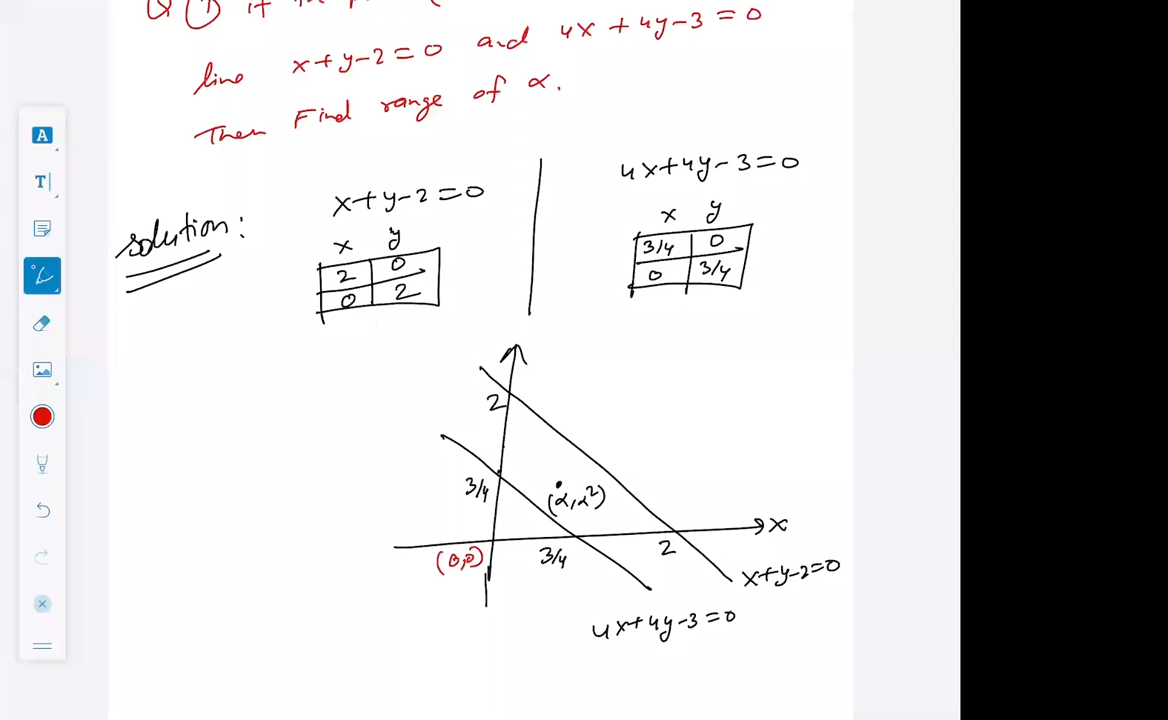 Q (1) if
line x+y-2=0 and 4x+4y-3=0
Then Find range of α.
solution:
x+y-2=0
x y
2 0
0 2
4x+4y-3=0
x y
3/4 0
0 3/4
2
3/4
(α, α²)
(0,0)
3/4
2
x
x+y-2=0
4x+4y-3=0
A
T